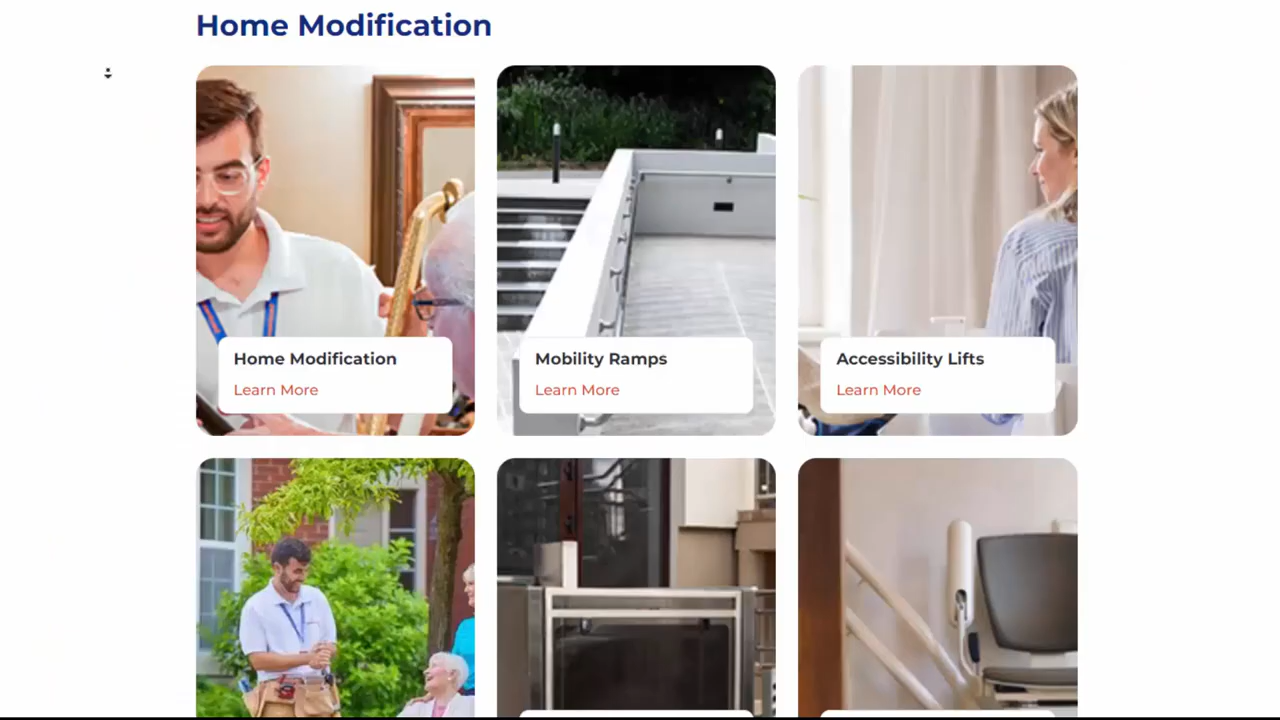 Home Modification
Home Modification
Learn More
Mobility Ramps
Learn More
Accessibility Lifts
Learn More